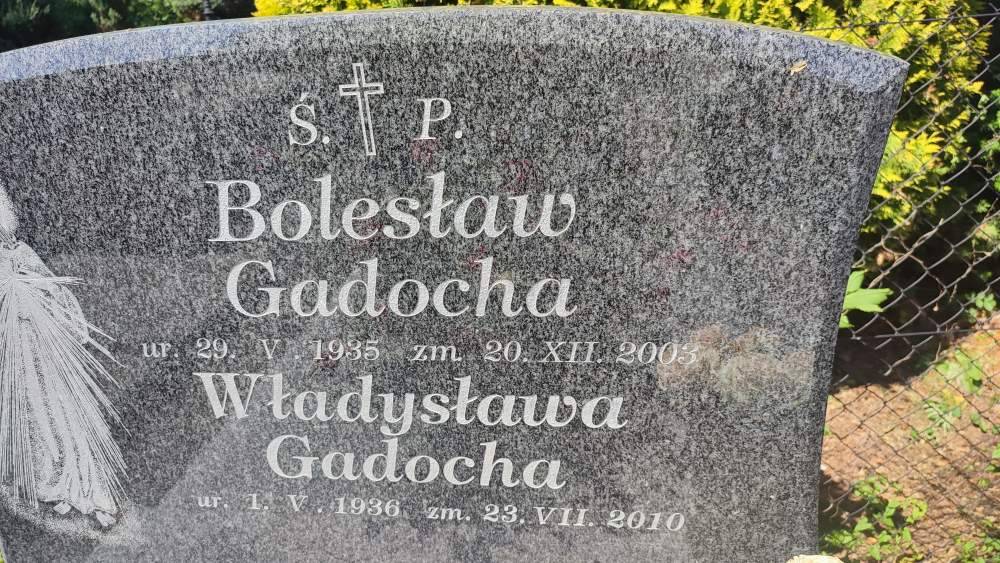 Ś. P.
Bolesław
Gadocha
ur. 29. V. 1935 zm. 20. XII. 2003
Władysława
Gadocha
ur. 1. V. 1936 zm. 23. VII. 2010